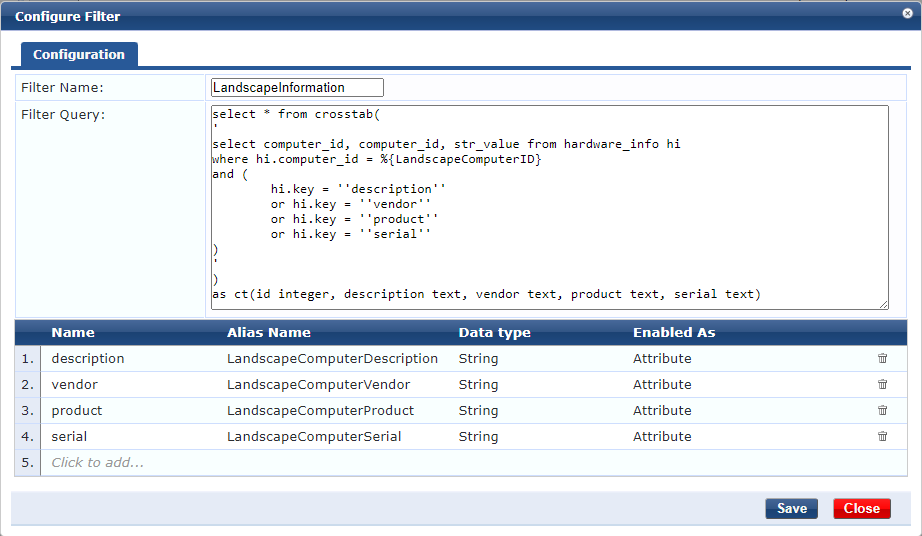 Configure Filter
Configuration
Filter Name: LandscapeInformation
Filter Query:
select * from crosstab(
'
select computer_id, computer_id, str_value from hardware_info hi
where hi.computer_id = %{LandscapeComputerID}
and (
hi.key = ''description''
or hi.key = ''vendor''
or hi.key = ''product''
or hi.key = ''serial''
)
'
)
as ct(id integer, description text, vendor text, product text, serial text)
Name Alias Name Data type Enabled As
1. description LandscapeComputerDescription String Attribute
2. vendor LandscapeComputerVendor String Attribute
3. product LandscapeComputerProduct String Attribute
4. serial LandscapeComputerSerial String Attribute
5. Click to add...
Save Close